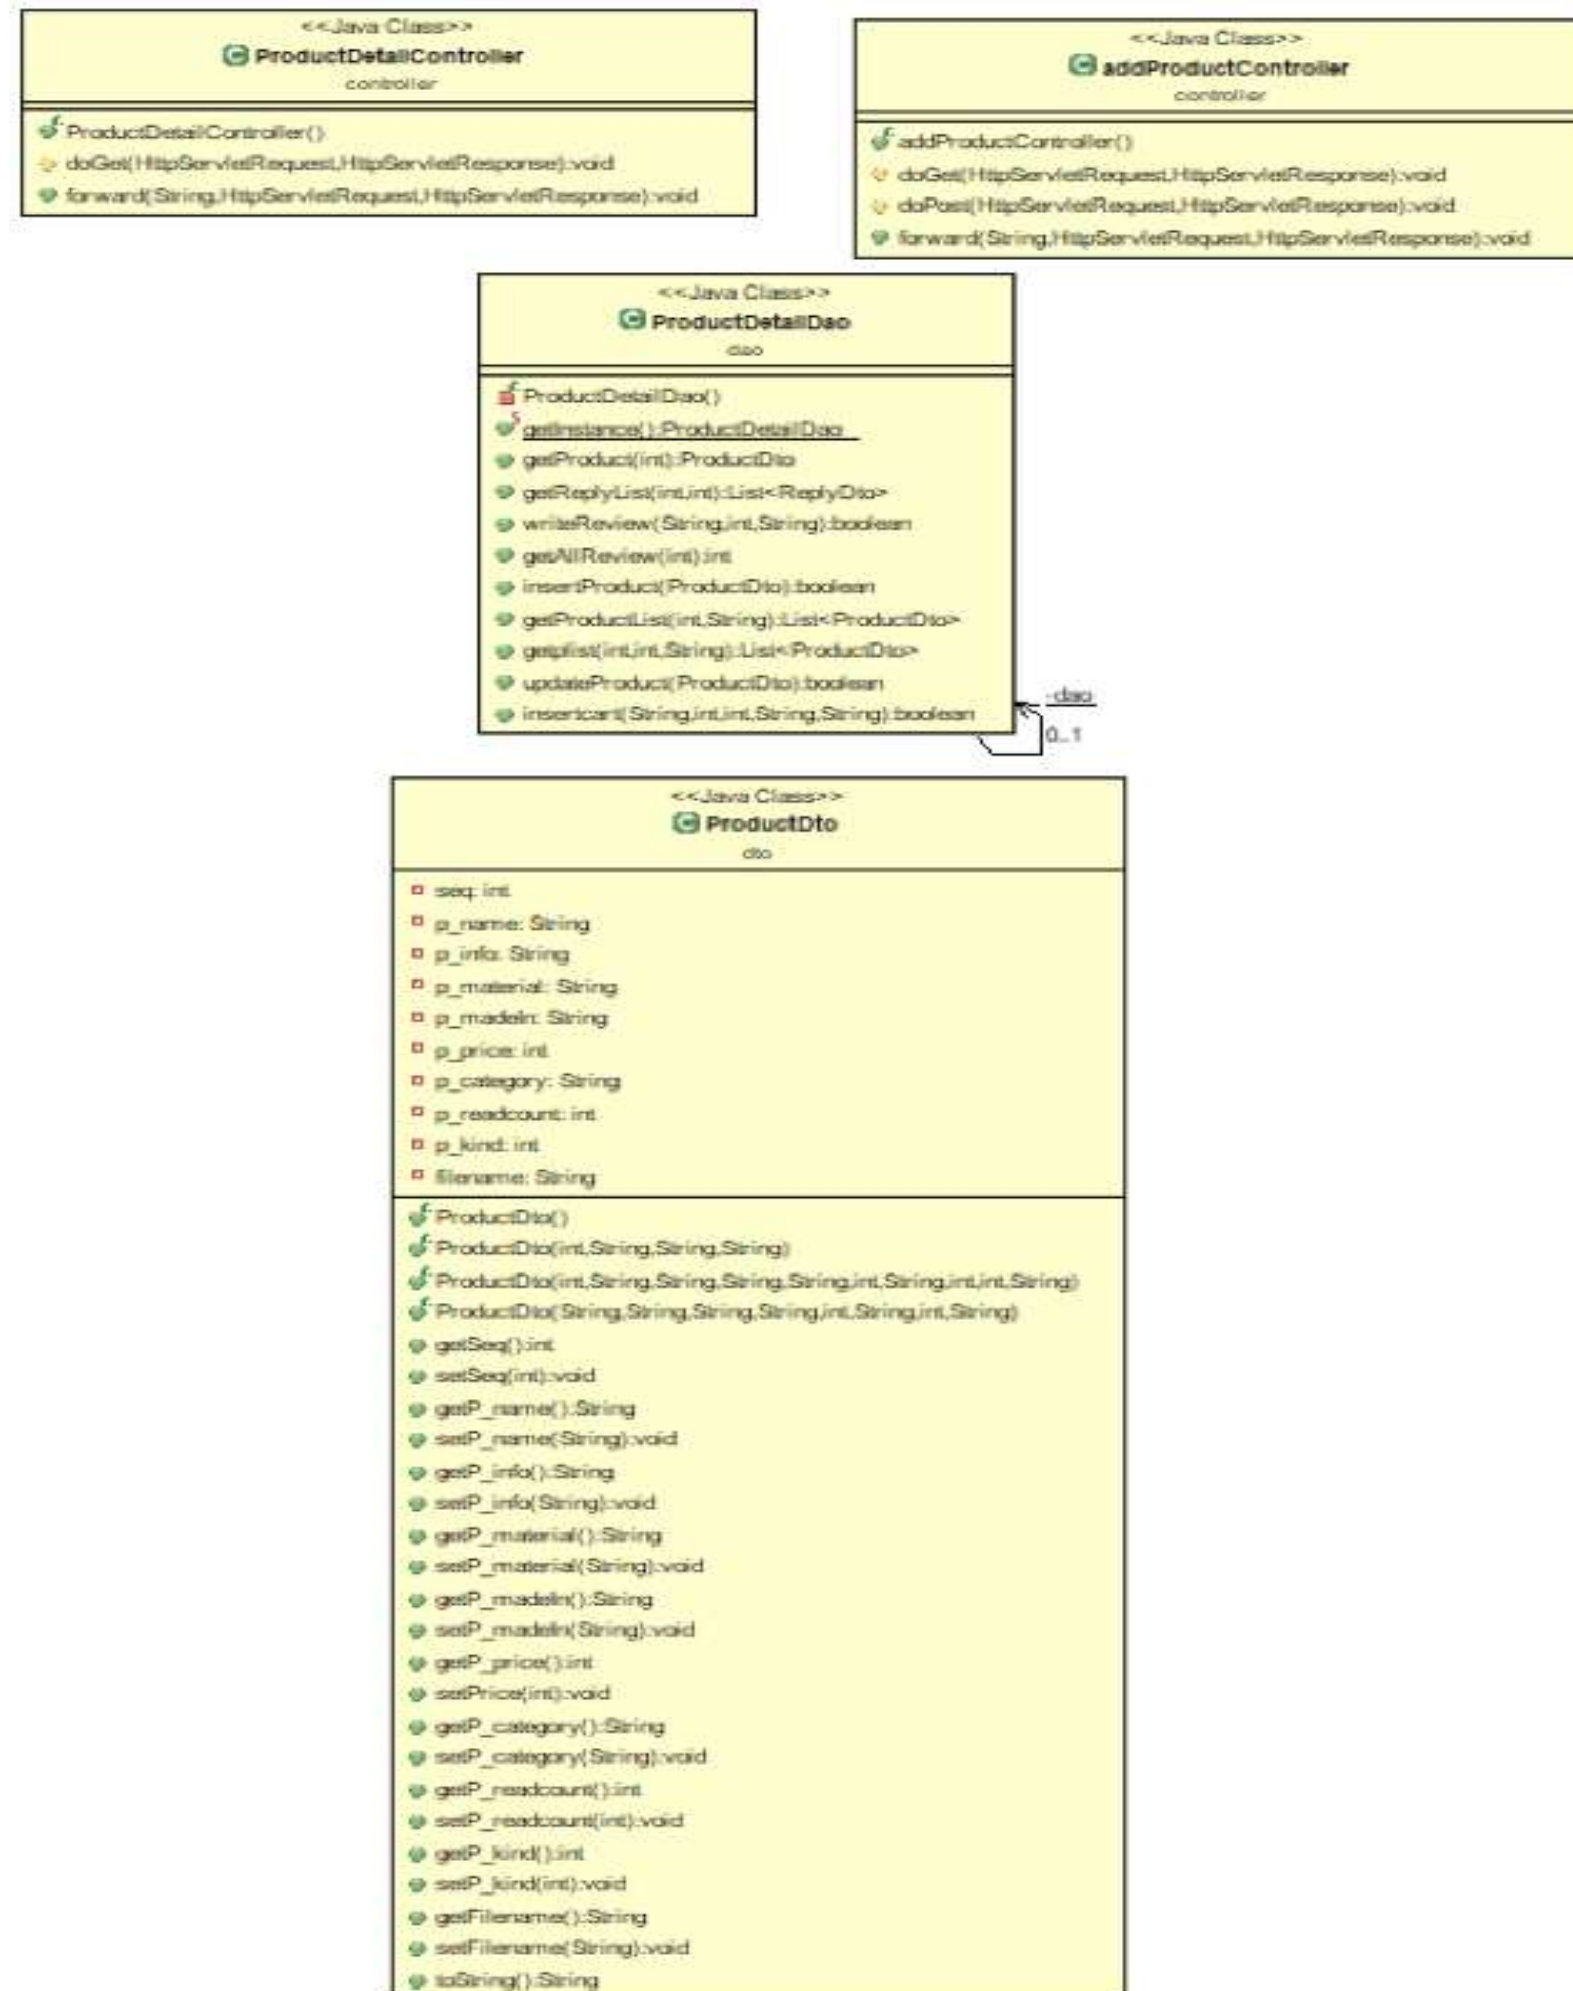 <<Java Class>>
ProductDetailController
controller
ProductDetailController()
doGet(HttpServletRequest,HttpServletResponse):void
forward(String,HttpServletRequest,HttpServletResponse):void
<<Java Class>>
addProductController
controller
addProductController()
doGet(HttpServletRequest,HttpServletResponse):void
doPost(HttpServletRequest,HttpServletResponse):void
forward(String,HttpServletRequest,HttpServletResponse):void
<<Java Class>>
ProductDetailDao
dao
ProductDetailDao()
getInstance():ProductDetailDao
getProduct(int):ProductDto
getReplyList(int,int):List<ReplyDto>
writeReview(String,int,String):boolean
getAllReview(int):int
insertProduct(ProductDto):boolean
getProductList(int,String):List<ProductDto>
getplist(int,int,String):List<ProductDto>
updateProduct(ProductDto):boolean
insertcart(String,int,int,String,String):boolean
-dao
0..1
<<Java Class>>
ProductDto
dto
seq: int
p_name: String
p_info: String
p_material: String
p_madeIn: String
p_price: int
p_category: String
p_readcount: int
p_kind: int
filename: String
ProductDto()
ProductDto(int,String,String,String)
ProductDto(int,String,String,String,String,int,String,int,int,String)
ProductDto(String,String,String,String,int,String,int,String)
getSeq():int
setSeq(int):void
getP_name():String
setP_name(String):void
getP_info():String
setP_info(String):void
getP_material():String
setP_material(String):void
getP_madeIn():String
setP_madeIn(String):void
getP_price():int
setPrice(int):void
getP_category():String
setP_category(String):void
getP_readcount():int
setP_readcount(int):void
getP_kind():int
setP_kind(int):void
getFilename():String
setFilename(String):void
toString():String